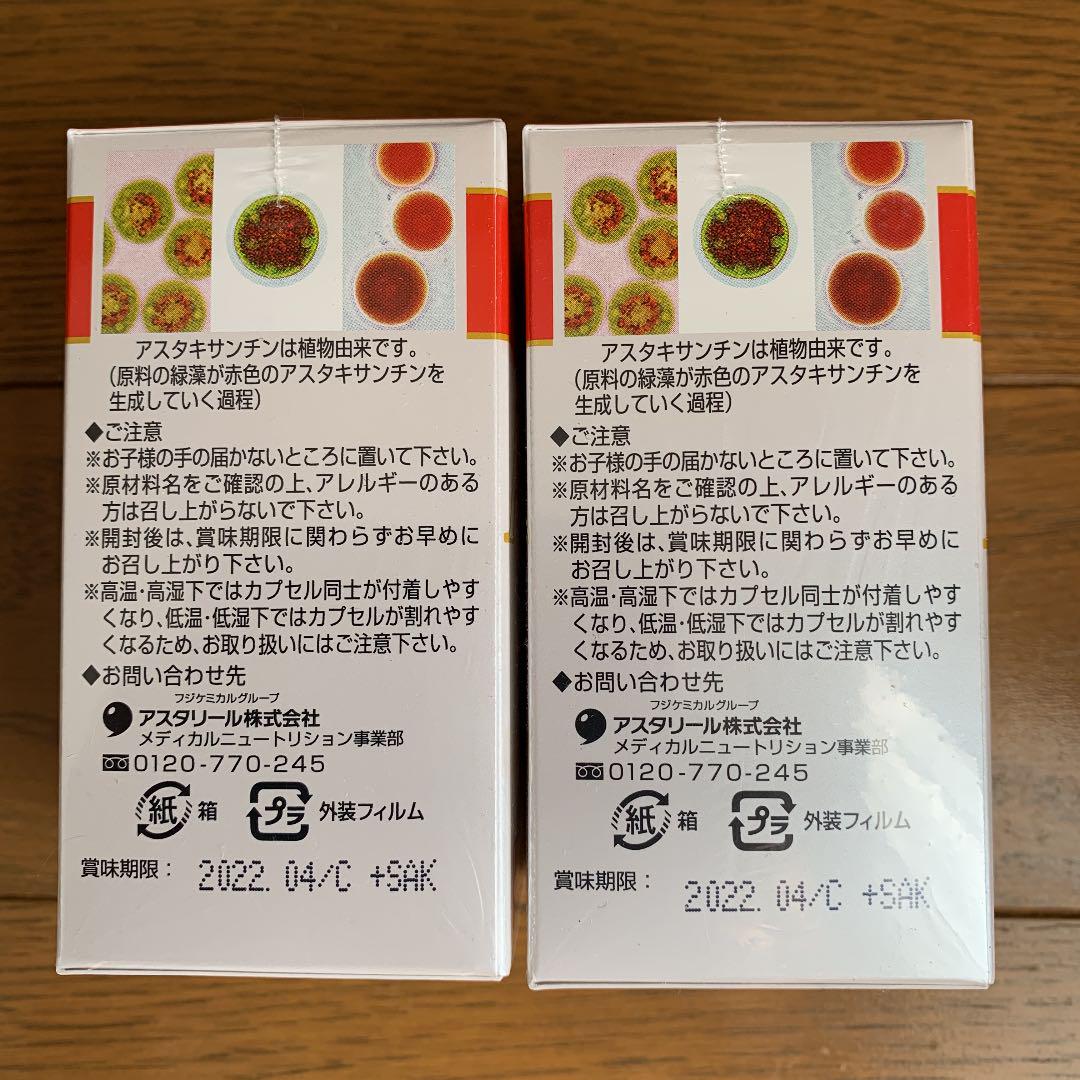 アスタキサンチンは植物由来です。
(原料の緑藻が赤色のアスタキサンチンを
生成していく過程)
◆ご注意
※お子様の手の届かないところに置いて下さい。
※原材料名をご確認の上、アレルギーのある
方は召し上がらないで下さい。
※開封後は、賞味期限に関わらずお早めに
お召し上がり下さい。
※高温・高湿下ではカプセル同士が付着しやす
くなり、低温・低湿下ではカプセルが割れやす
くなるため、お取り扱いにはご注意下さい。
◆お問い合わせ先
フジケミカルグループ
アスタリール株式会社
メディカルニュートリション事業部
0120-770-245
紙 箱 プラ 外装フィルム
賞味期限: 2022.04/C +SAK
アスタキサンチンは植物由来です。
(原料の緑藻が赤色のアスタキサンチンを
生成していく過程)
◆ご注意
※お子様の手の届かないところに置いて下さい。
※原材料名をご確認の上、アレルギーのある
方は召し上がらないで下さい。
※開封後は、賞味期限に関わらずお早めに
お召し上がり下さい。
※高温・高湿下ではカプセル同士が付着しやす
くなり、低温・低湿下ではカプセルが割れやす
くなるため、お取り扱いにはご注意下さい。
◆お問い合わせ先
フジケミカルグループ
アスタリール株式会社
メディカルニュートリション事業部
0120-770-245
紙 箱 プラ 外装フィルム
賞味期限: 2022.04/C +SAK